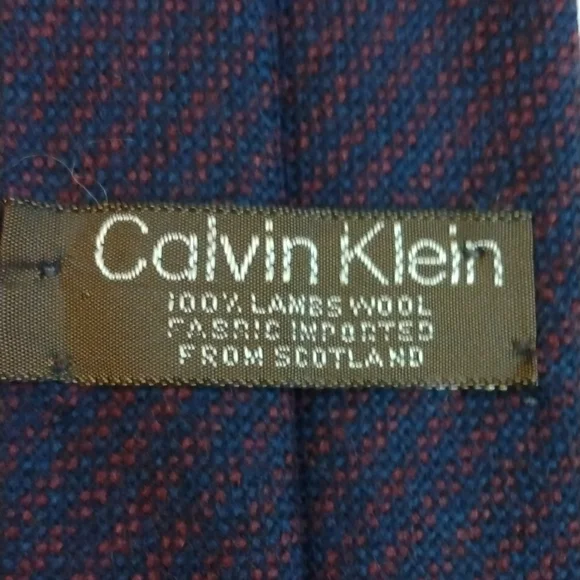 Calvin Klein
100% LAMBS WOOL
FABRIC IMPORTED
FROM SCOTLAND